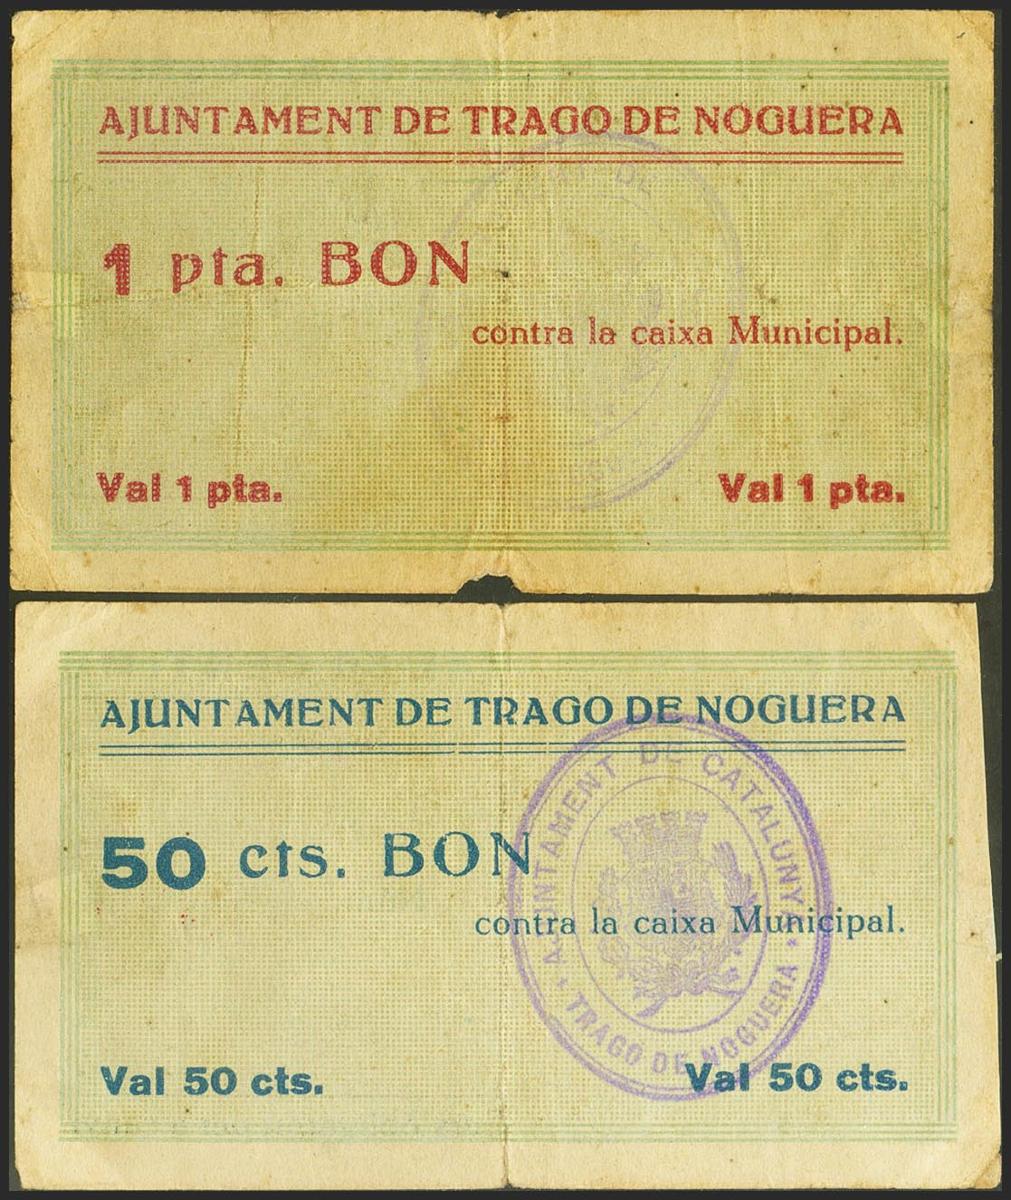 AJUNTAMENT DE TRAGO DE NOGUERA
DE
1 pta. BON
contra la caixa Municipal.
Val 1 pta. Val 1 pta.
AJUNTAMENT DE TRAGO DE NOGUERA
AJUNTAMENT DE CATALUNYA
50 cts. BON
contra la caixa Municipal.
TRAGO DE NOGUERA
Val 50 cts. Val 50 cts.